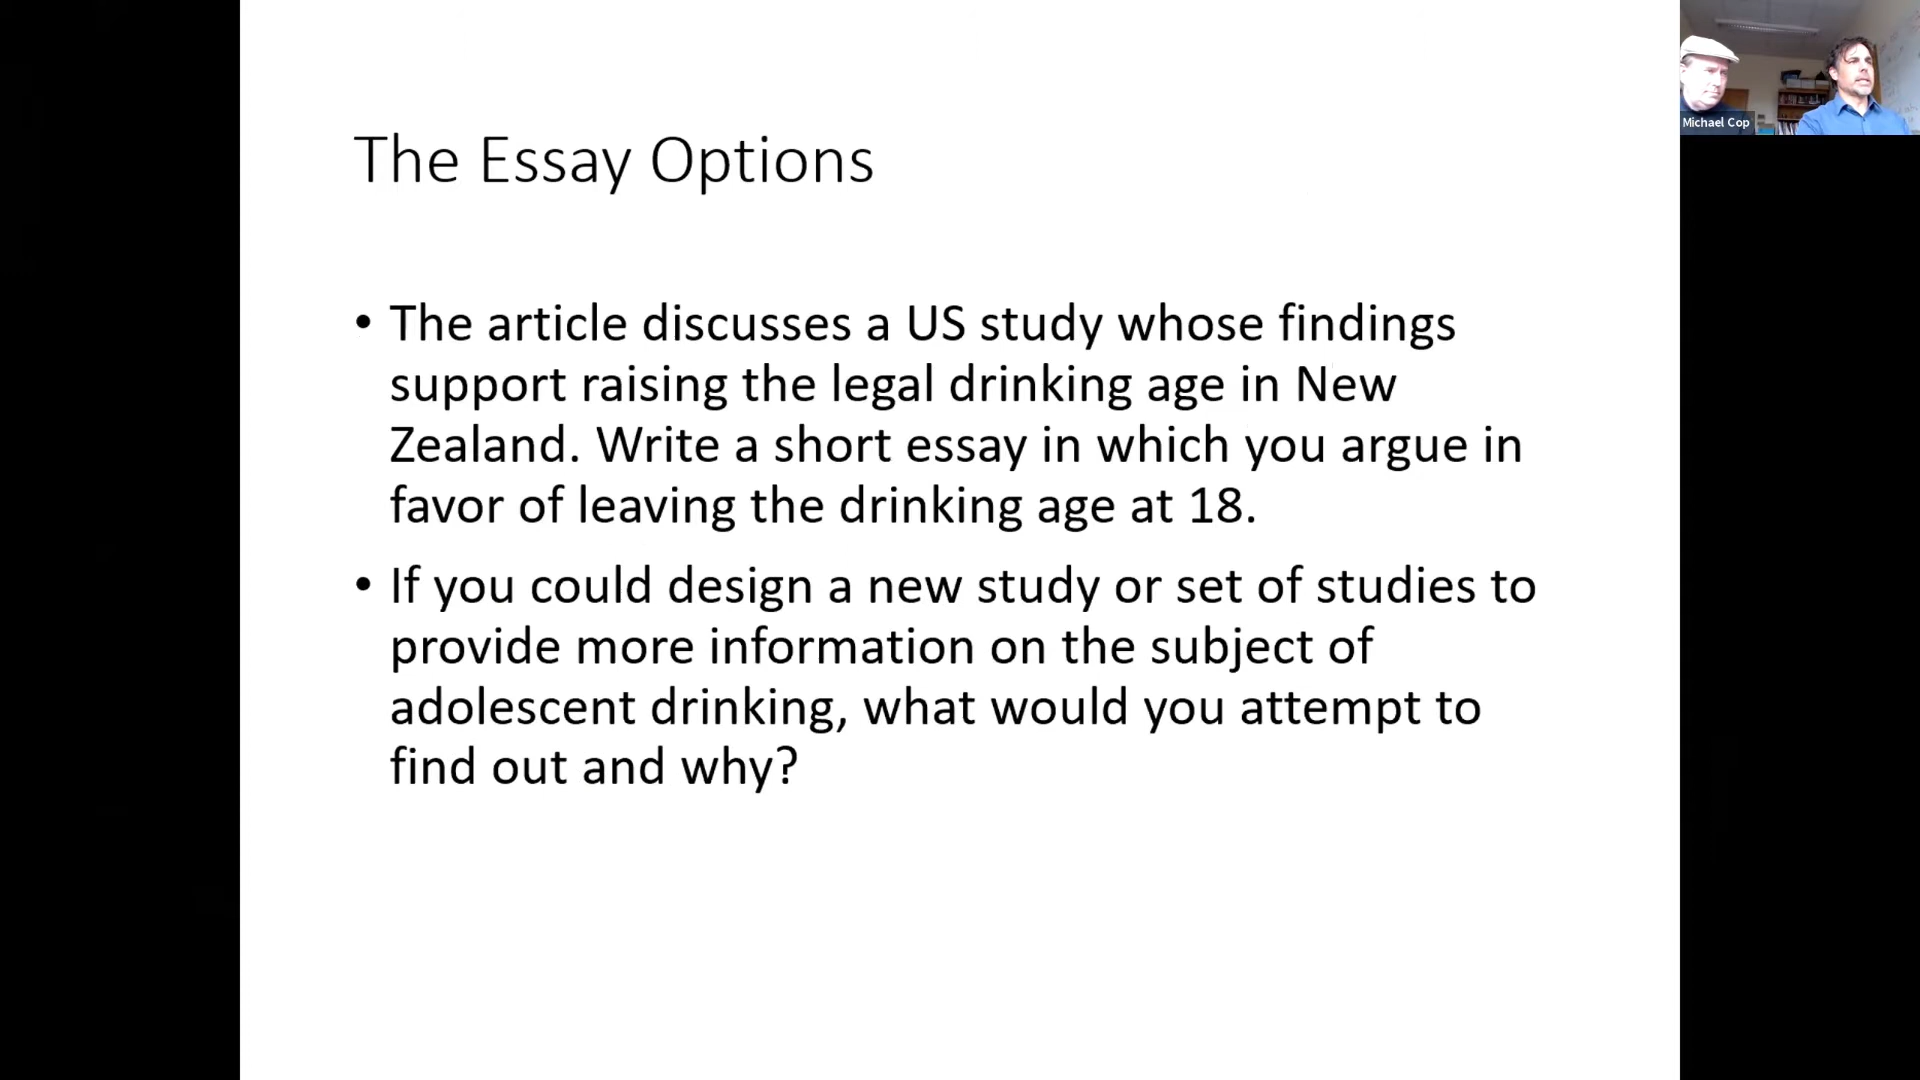 The Essay Options
• The article discusses a US study whose findings
support raising the legal drinking age in New
Zealand. Write a short essay in which you argue in
favor of leaving the drinking age at 18.
• If you could design a new study or set of studies to
provide more information on the subject of
adolescent drinking, what would you attempt to
find out and why?
Michael Cop